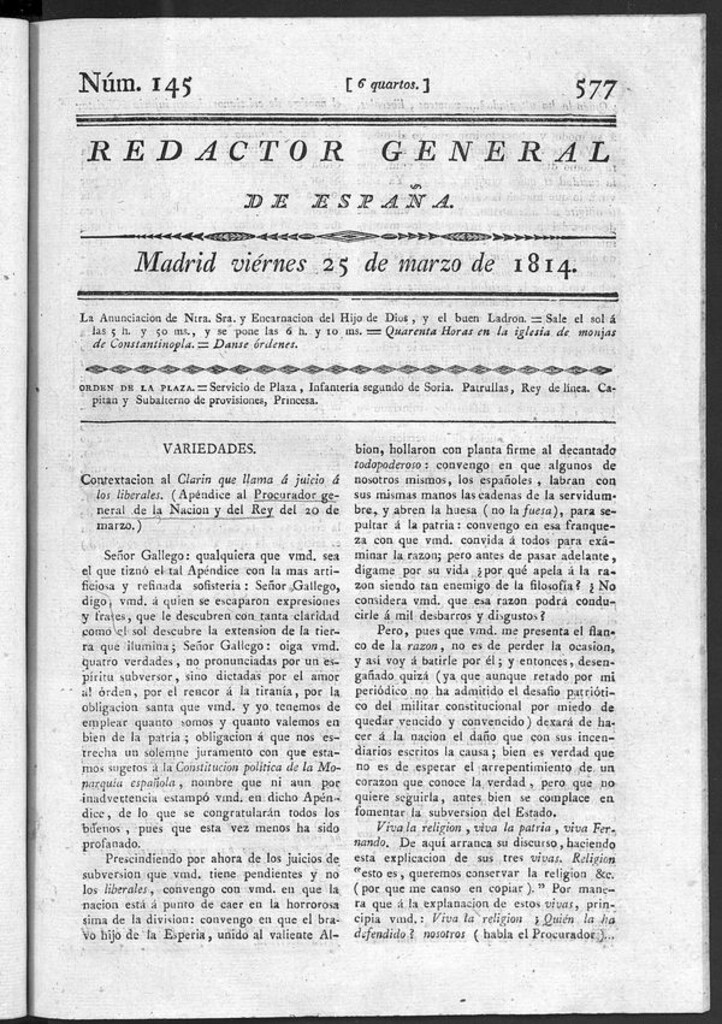 Núm. 145 [ 6 quartos. ] 577
REDACTOR GENERAL
DE ESPAÑA.
Madrid viérnes 25 de marzo de 1814.
La Anunciacion de Ntra. Sra. y Encarnacion del Hijo de Dios, y el buen Ladron. = Sale el sol á
las 5 h. y 50 ms., y se pone las 6 h. y 10 ms. = Quarenta Horas en la iglesia de monjas
de Constantinopla. = Danse órdenes.
ORDEN DE LA PLAZA. = Servicio de Plaza, Infantería segundo de Soria. Patrullas, Rey de línea. Ca-
pitan y Subalterno de provisiones, Princesa.
VARIEDADES.
Contextacion al Clarin que llama á juicio á
los liberales. (Apéndice al Procurador ge-
neral de la Nacion y del Rey del 20 de
marzo.)
Señor Gallego: qualquiera que vmd. sea
el que tiznó el tal Apéndice con la mas arti-
ficiosa y refinada sofistería: Señor Gallego,
digo, vmd. á quien se escaparon expresiones
y frases, que le descubren con tanta claridad
como el sol descubre la extension de la tier-
ra que ilumina; Señor Gallego: oiga vmd.
quatro verdades, no pronunciadas por un es-
píritu subversor, sino dictadas por el amor
al órden, por el rencor á la tiranía, por la
obligacion santa que vmd. y yo tenemos de
emplear quanto somos y quanto valemos en
bien de la patria; obligacion á que nos es-
trecha un solemne juramento con que esta-
mos sugetos á la Constitucion política de la Mo-
narquía española, nombre que ni aun por
inadvertencia estampó vmd. en dicho Apén-
dice, de lo que se congratularán todos los
buenos, pues que esta vez menos ha sido
profanado.
Prescindiendo por ahora de los juicios de
subversion que vmd. tiene pendientes y no
los liberales, convengo con vmd. en que la
nacion está á punto de caer en la horroro-
sima de la division: convengo en que el bra-
vo hijo de la Esperia, unido al valiente Al-
bion, hollaron con planta firme al decantado
todopoderoso: convengo en que algunos de
nosotros mismos, los españoles, labran con
sus mismas manos las cadenas de la servidum-
bre, y abren la huesa (no la fuesa), para se-
pultar á la patria: convengo en esa franque-
za con que vmd. convida á todos para exá-
minar la razon; pero antes de pasar adelante,
dígame por su vida ¿por qué apela á la ra-
zon siendo tan enemigo de la filosofía? ¿No
considera vmd. que esa razon podrá condu-
cirle á mil desbarros y disgustos?
Pero, pues que vmd. me presenta el flan-
co de la razon, no es de perder la ocasion,
y asi voy á batirle por él; y entonces, desen-
gañado quizá (ya que aunque retado por mi
periódico no ha admitido el desafio patrióti-
co del militar constitucional por miedo de
quedar vencido y convencido) dexará de ha-
cer á la nacion el daño que con sus incen-
diarios escritos la causa; bien es verdad que
no es de esperar el arrepentimiento de un
corazon que conoce la verdad, pero que no
quiere seguirla, antes bien se complace en
fomentar la subversion del Estado.
Viva la religion, viva la patria, viva Fer-
nando. De aquí arranca su discurso, haciendo
esta explicacion de sus tres vivas. Religion
“esto es, queremos conservar la religion &c.
(por que me canso en copiar).” Por mane-
ra que á la explanacion de estos vivas, prin-
cipia vmd.: Viva la religion ¿Quién la ha
defendido? nosotros (habla el Procurador)...